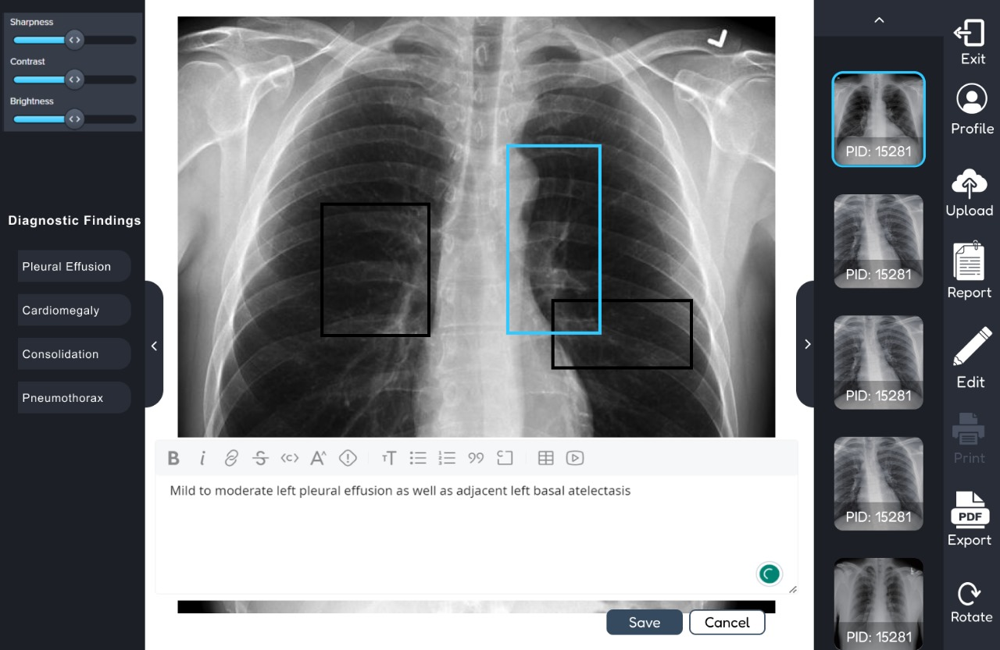 Sharpness
Contrast
Brightness
Diagnostic Findings
Pleural Effusion
Cardiomegaly
Consolidation
Pneumothorax
Mild to moderate left pleural effusion as well as adjacent left basal atelectasis
Save
Cancel
PID: 15281
PID: 15281
PID: 15281
PID: 15281
PID: 15281
Exit
Profile
Upload
Report
Edit
Print
PDF
Export
Rotate